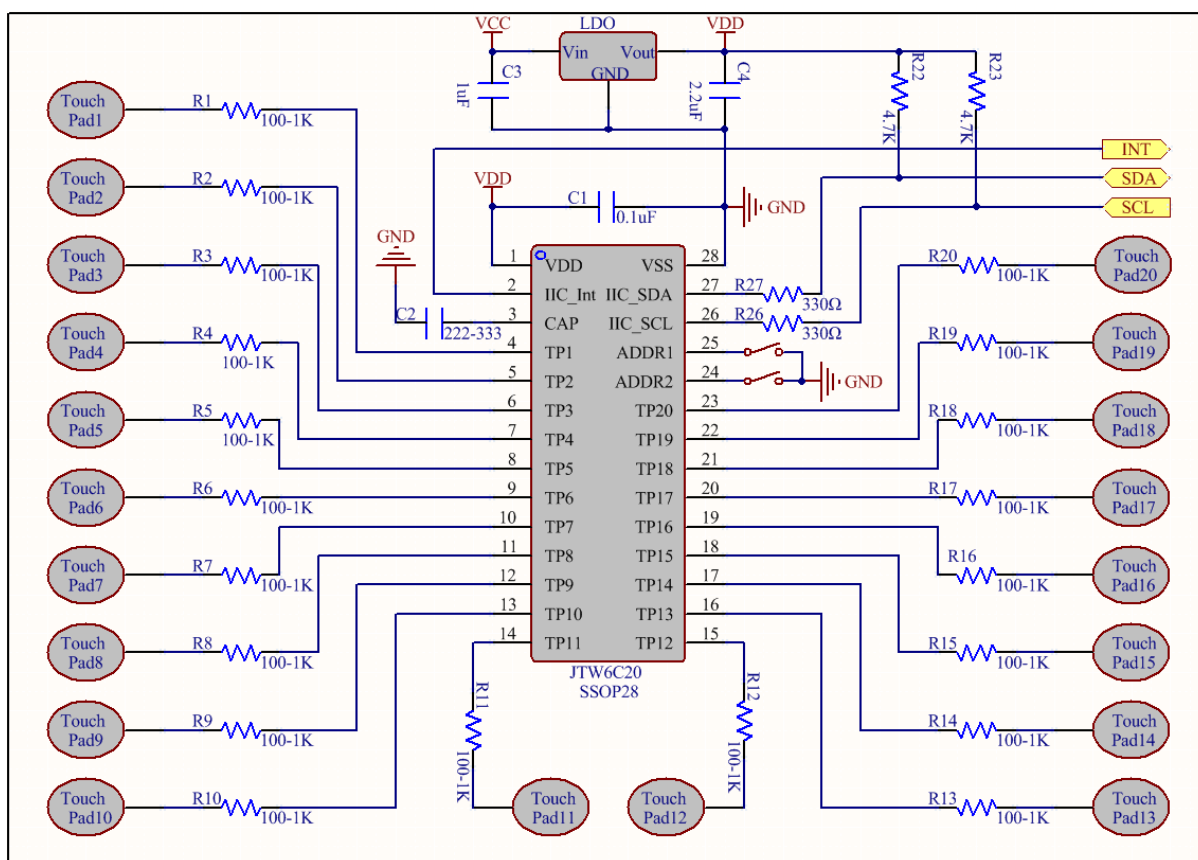 VCC
LDO
VDD
Vin
Vout
GND
C3
1uF
C4
2.2uF
R22
4.7K
R23
4.7K
INT
SDA
SCL
VDD
C1
0.1uF
GND
GND
C2
222-333
R27
330Ω
R26
330Ω
GND
1
VDD
2
IIC_Int
3
CAP
4
TP1
5
TP2
6
TP3
7
TP4
8
TP5
9
TP6
10
TP7
11
TP8
12
TP9
13
TP10
14
TP11
VSS
28
IIC_SDA
27
IIC_SCL
26
ADDR1
25
ADDR2
24
TP20
23
TP19
22
TP18
21
TP17
20
TP16
19
TP15
18
TP14
17
TP13
16
TP12
15
JTW6C20
SSOP28
Touch
Pad1
R1
100-1K
Touch
Pad2
R2
100-1K
Touch
Pad3
R3
100-1K
Touch
Pad4
R4
100-1K
Touch
Pad5
R5
100-1K
Touch
Pad6
R6
100-1K
Touch
Pad7
R7
100-1K
Touch
Pad8
R8
100-1K
Touch
Pad9
R9
100-1K
Touch
Pad10
R10
100-1K
R11
100-1K
Touch
Pad11
R12
100-1K
Touch
Pad12
R20
100-1K
Touch
Pad20
R19
100-1K
Touch
Pad19
R18
100-1K
Touch
Pad18
R17
100-1K
Touch
Pad17
R16
100-1K
Touch
Pad16
R15
100-1K
Touch
Pad15
R14
100-1K
Touch
Pad14
R13
100-1K
Touch
Pad13